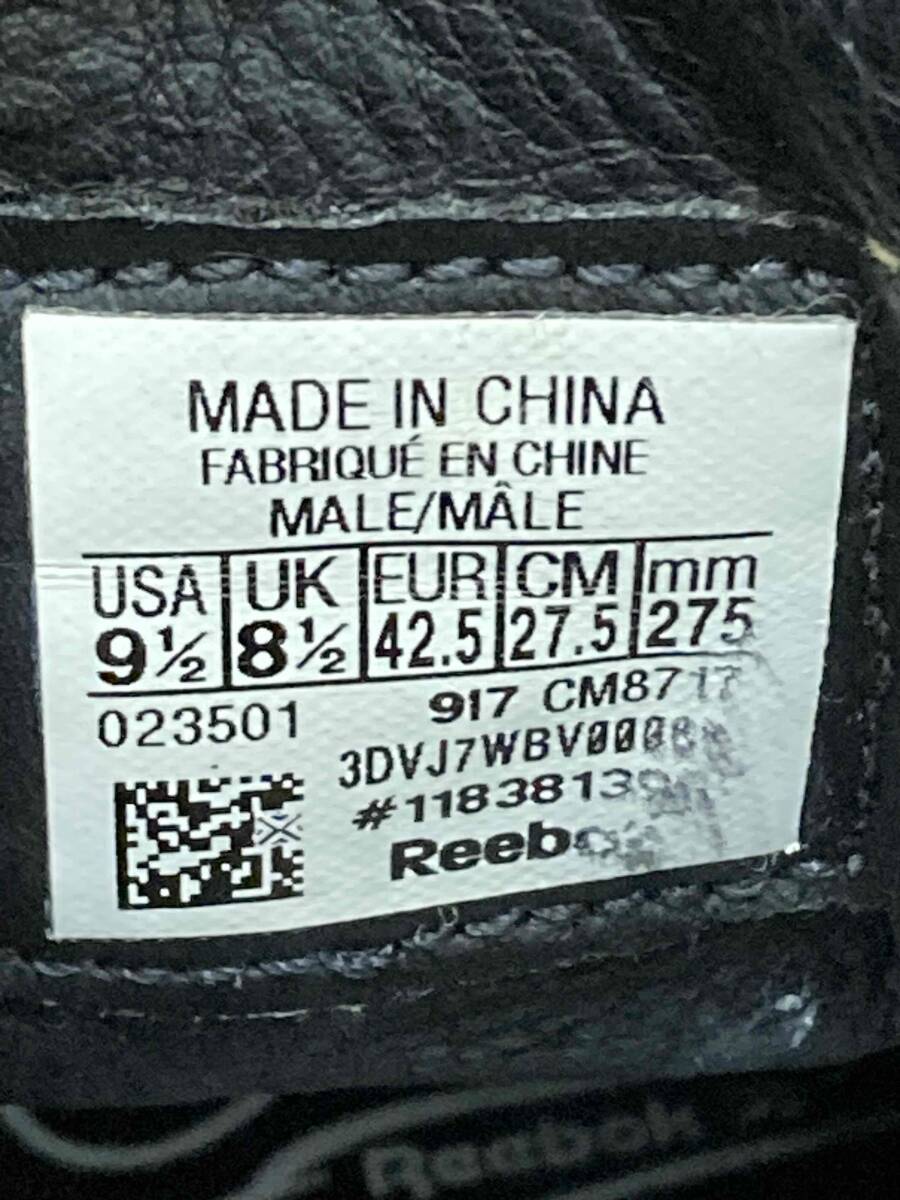 MADE IN CHINA
FABRIQUÉ EN CHINE
MALE/MÂLE
USA UK EUR CM mm
9½ 8½ 42.5 27.5 275
023501 917
Reebok